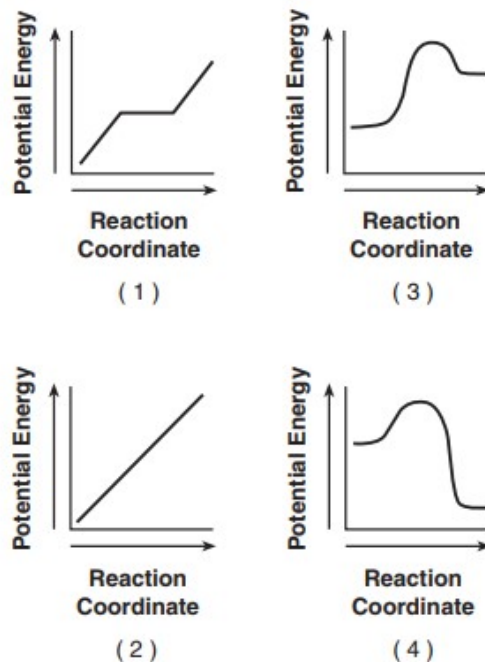 Potential Energy
Reaction
Coordinate
( 1 )
Potential Energy
Reaction
Coordinate
( 3 )
Potential Energy
Reaction
Coordinate
( 2 )
Potential Energy
Reaction
Coordinate
( 4 )